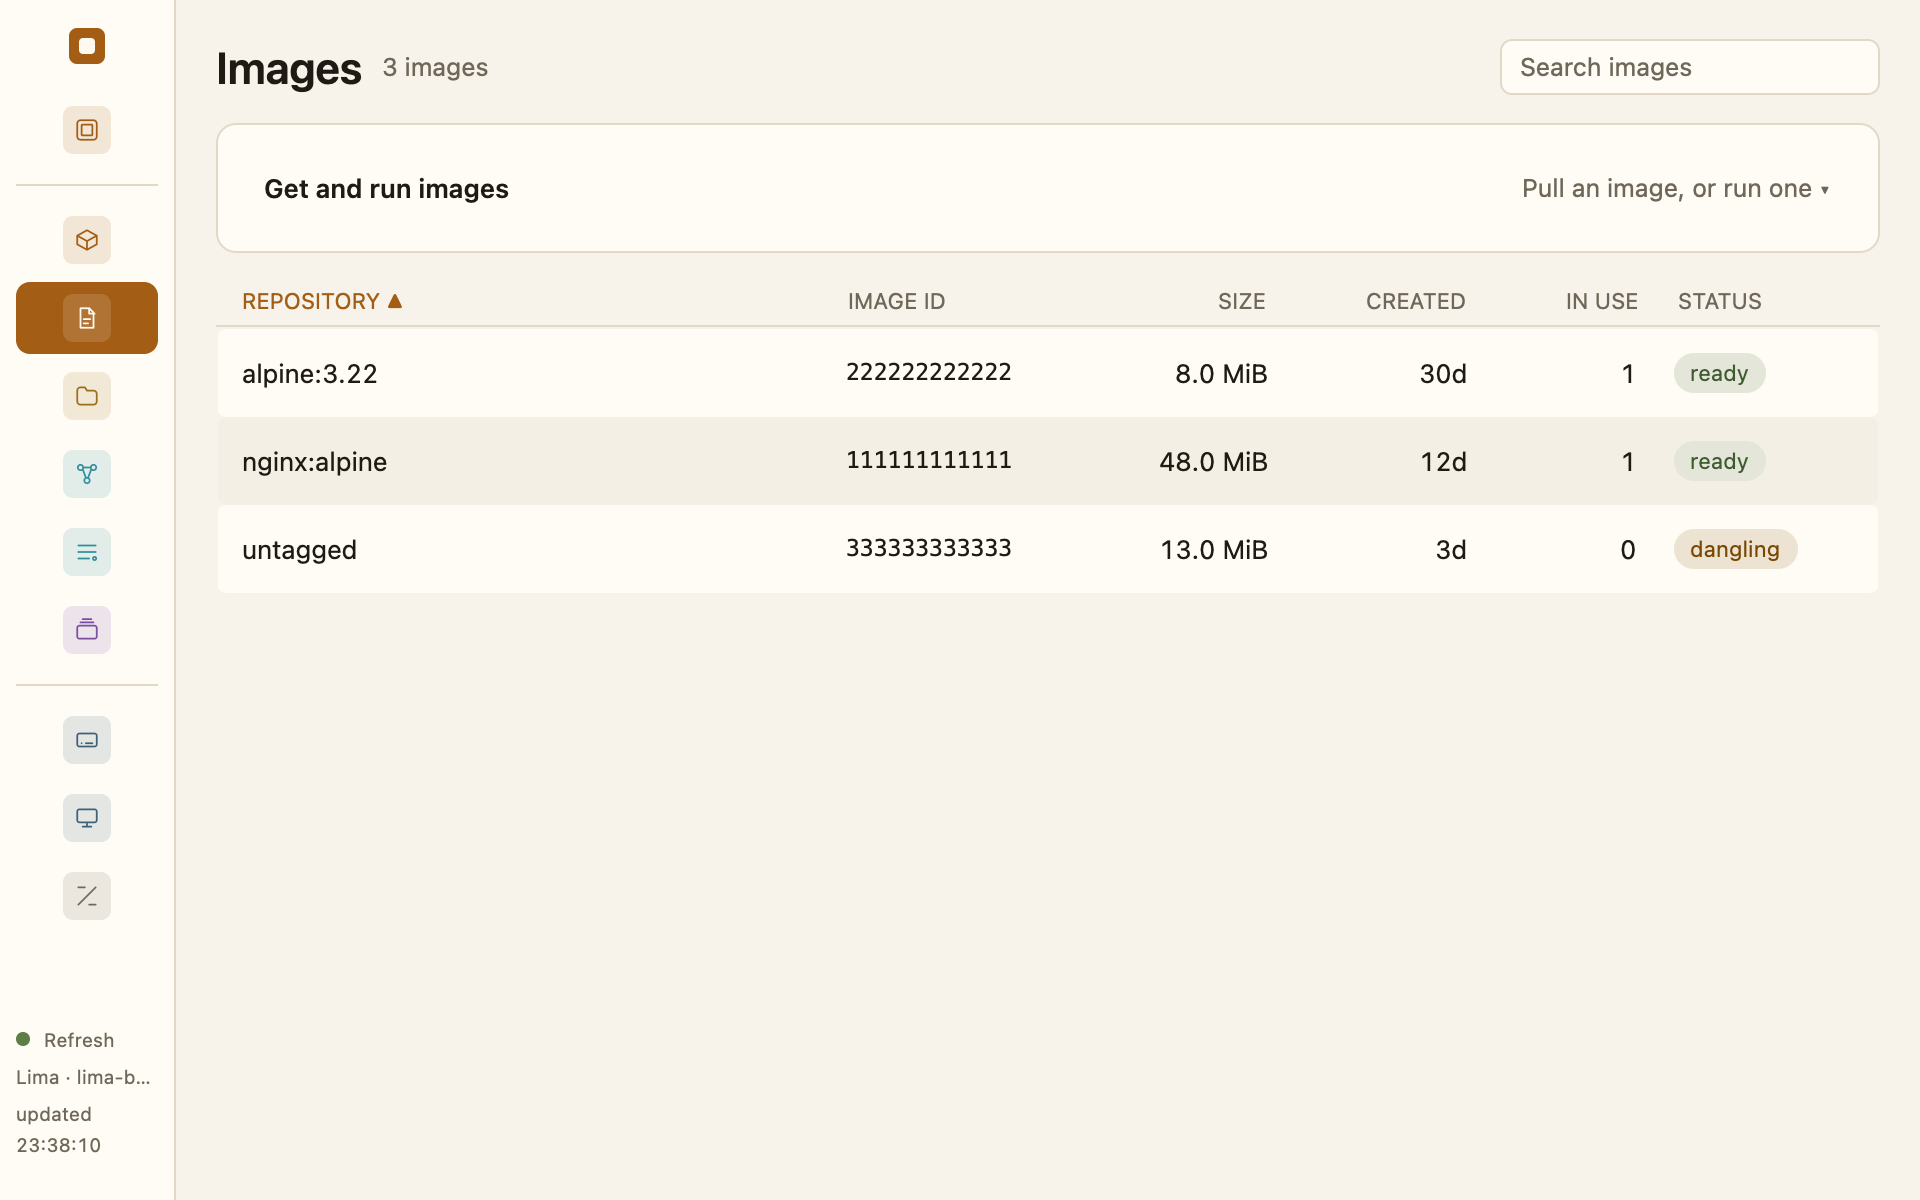 Images 3 images
Search images
Get and run images
Pull an image, or run one ▾
REPOSITORY ▲ IMAGE ID SIZE CREATED IN USE STATUS
alpine:3.22 222222222222 8.0 MiB 30d 1 ready
nginx:alpine 111111111111 48.0 MiB 12d 1 ready
untagged 333333333333 13.0 MiB 3d 0 dangling
Refresh
Lima · lima-b…
updated
23:38:10